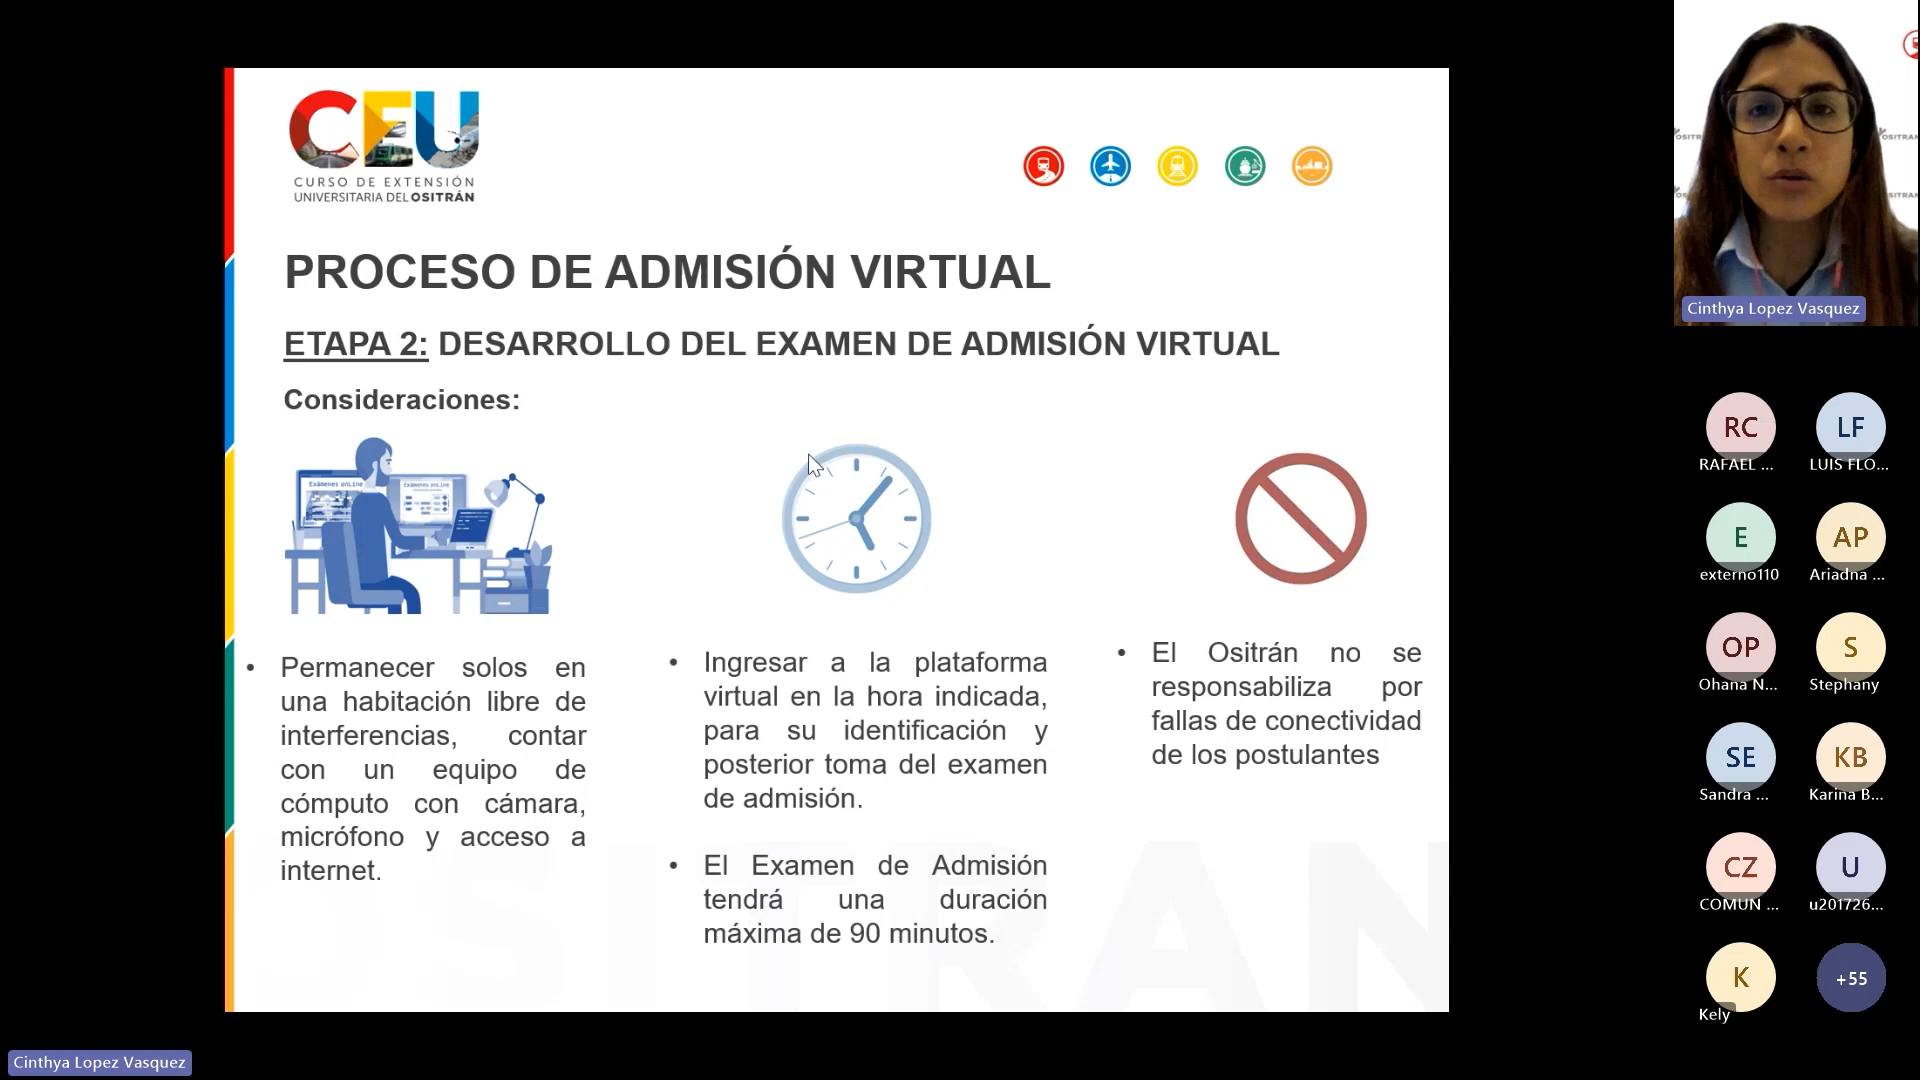 CEU
CURSO DE EXTENSIÓN
UNIVERSITARIA DEL OSITRÁN
PROCESO DE ADMISIÓN VIRTUAL
ETAPA 2: DESARROLLO DEL EXAMEN DE ADMISIÓN VIRTUAL
Consideraciones:
Exámenes onLine
Exámenes onLine
• Permanecer solos en
una habitación libre de
interferencias, contar
con un equipo de
cómputo con cámara,
micrófono y acceso a
internet.
• Ingresar a la plataforma
virtual en la hora indicada,
para su identificación y
posterior toma del examen
de admisión.
• El Examen de Admisión
tendrá una duración
máxima de 90 minutos.
• El Ositrán no se
responsabiliza por
fallas de conectividad
de los postulantes
OSITRAN
Cinthya Lopez Vasquez
RC
RAFAEL ...
LF
LUIS FLO...
E
externo110
AP
Ariadna ...
OP
Ohana N...
S
Stephany
SE
Sandra ...
KB
Karina B...
CZ
COMUN ...
U
u201726...
K
Kely
+55
Cinthya Lopez Vasquez